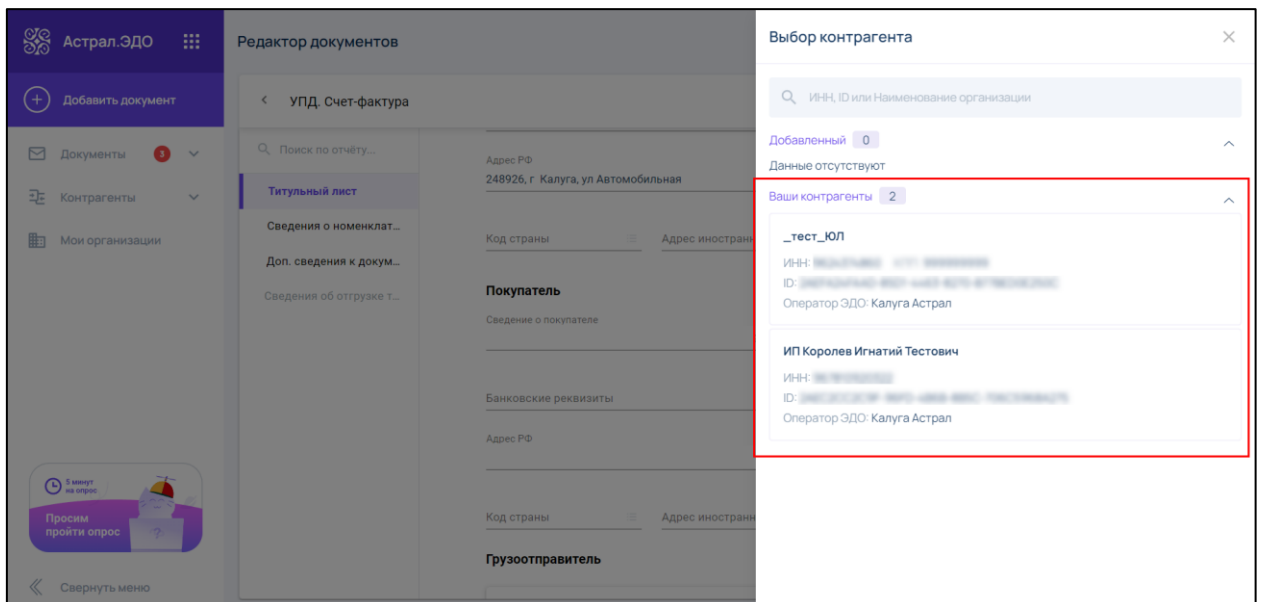 Астрал.ЭДО
Добавить документ
Документы 3
Контрагенты
Мои организации
5 минут
на опрос
Просим
пройти опрос
?
Свернуть меню
Редактор документов
УПД. Счет-фактура
Поиск по отчёту...
Титульный лист
Сведения о номенклат...
Доп. сведения к докум...
Сведения об отгрузке т...
Адрес РФ
248926, г Калуга, ул Автомобильная
Код страны Адрес иностранн
Покупатель
Сведение о покупателе
Банковские реквизиты
Адрес РФ
Код страны Адрес иностранн
Грузоотправитель
Выбор контрагента
ИНН, ID или Наименование организации
Добавленный 0
Данные отсутствуют
Ваши контрагенты 2
_тест_ЮЛ
ИНН:
ID:
Оператор ЭДО: Калуга Астрал
ИП Королев Игнатий Тестович
ИНН:
ID:
Оператор ЭДО: Калуга Астрал